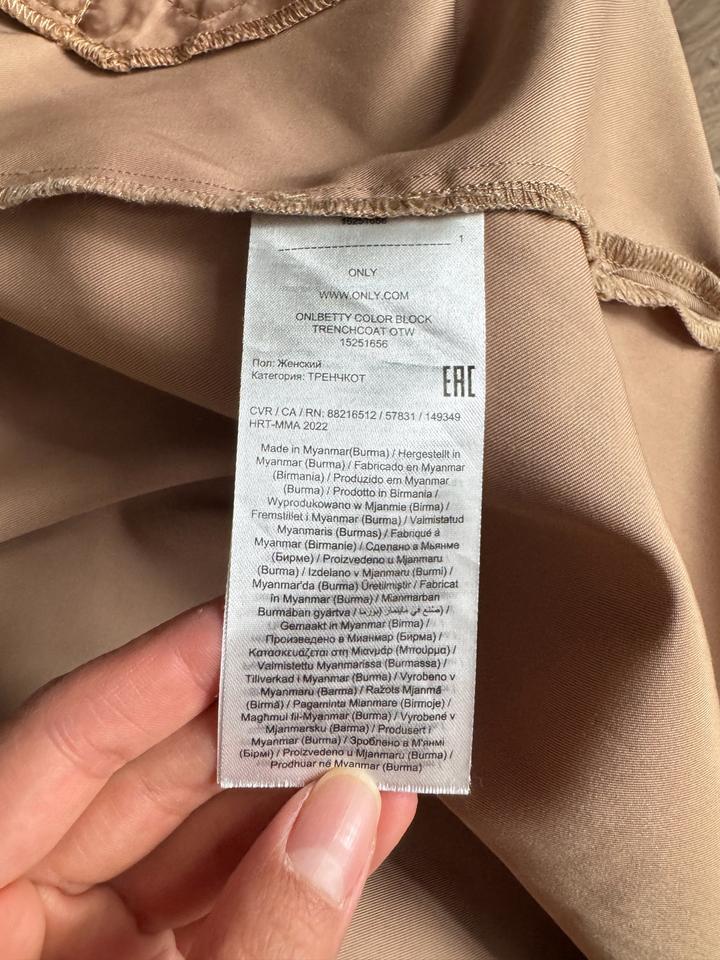 15251656
1
ONLY
WWW.ONLY.COM
ONLBETTY COLOR BLOCK
TRENCHCOAT OTW
15251656
Пол: Женский
Категория: ТРЕНЧКОТ
EAC
CVR / CA / RN: 88216512 / 57831 / 149349
HRT-MMA 2022
Made in Myanmar(Burma) / Hergestellt in
Myanmar (Burma) / Fabricado en Myanmar
(Birmania) / Produzido em Myanmar
(Burma) / Prodotto in Birmania /
Wyprodukowano w Mjanmie (Birma) /
Fremstillet i Myanmar (Burma) / Valmistatud
Myanmaris (Burmas) / Fabriqué à
Myanmar (Birmanie) / Сделано в Мьянме
(Бирме) / Proizvedeno u Mjanmaru
(Burma) / Izdelano v Mjanmaru (Burmi) /
Myanmar'da (Burma) Üretilmiştir / Fabricat
în Myanmar (Burma) / Mianmarban
Burmában gyártva / صنع في ماينمار (بورما) /
Gemaakt in Myanmar (Birma) /
Произведено в Мианмар (Бирма) /
Κατασκευάζεται στη Μιανμάρ (Μπούρμα) /
Valmistettu Myanmarissa (Burmassa) /
Tillverkad i Myanmar (Burma) / Vyrobeno v
Myanmaru (Barma) / Ražots Mjanmā
(Birmā) / Pagaminta Mianmare (Birmoje) /
Magħmul fil-Myanmar (Burma) / Vyrobené v
Mjanmarsku (Barma) / Produsert i
Myanmar (Burma) / Зроблено в М'янмі
(Бірмі) / Proizvedeno u Mjanmaru (Burma) /
Prodhuar në Myanmar (Burma)